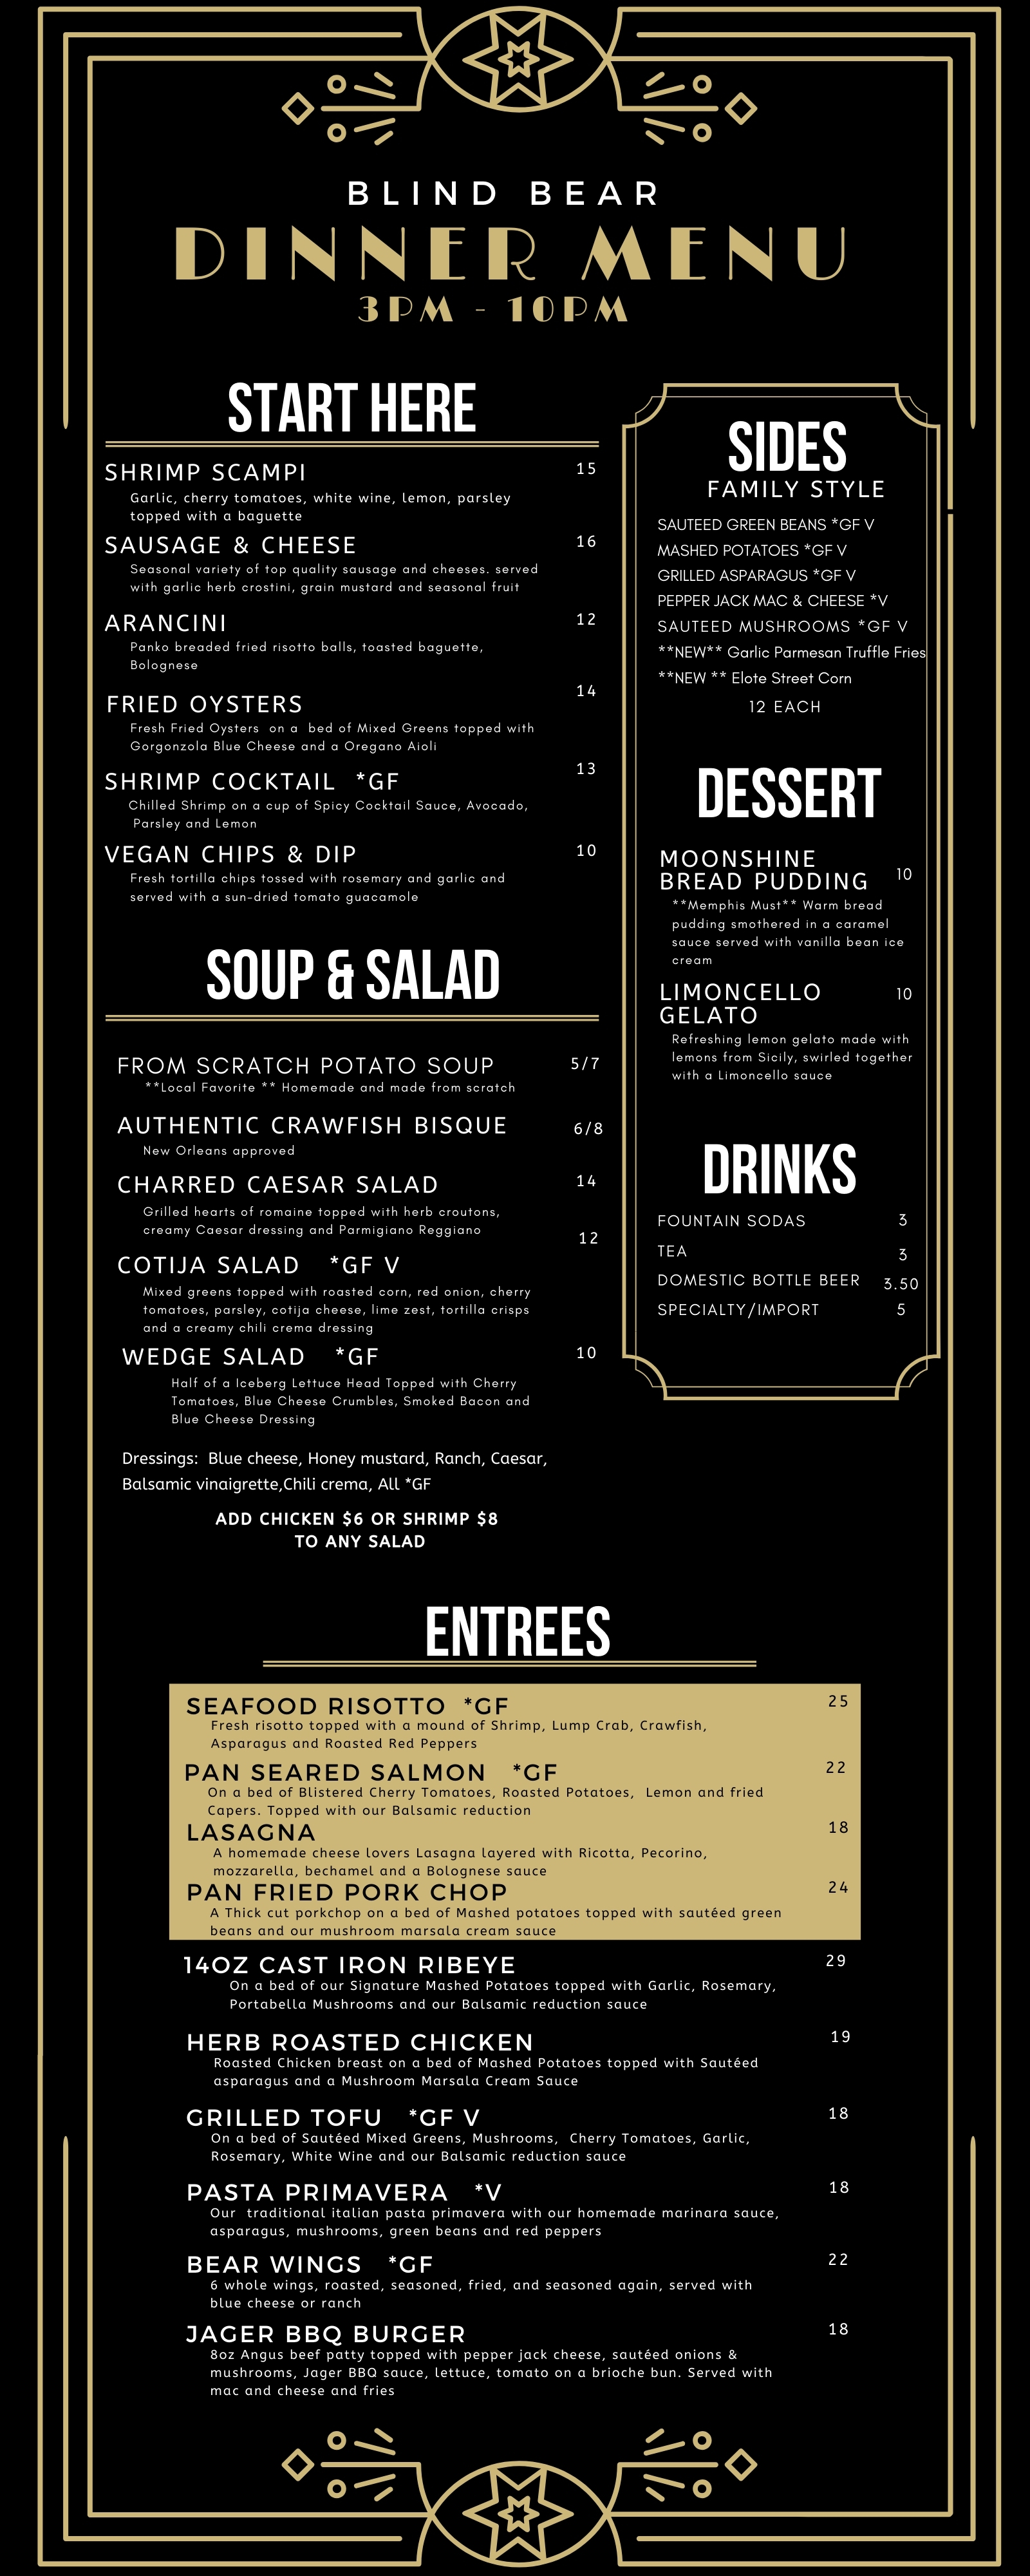 BLIND BEAR
DINNER MENU
3PM - 10PM
START HERE
SHRIMP SCAMPI 15
Garlic, cherry tomatoes, white wine, lemon, parsley
topped with a baguette
SAUSAGE & CHEESE 16
Seasonal variety of top quality sausage and cheeses. served
with garlic herb crostini, grain mustard and seasonal fruit
ARANCINI 12
Panko breaded fried risotto balls, toasted baguette,
Bolognese
FRIED OYSTERS 14
Fresh Fried Oysters on a bed of Mixed Greens topped with
Gorgonzola Blue Cheese and a Oregano Aioli
SHRIMP COCKTAIL *GF 13
Chilled Shrimp on a cup of Spicy Cocktail Sauce, Avocado,
Parsley and Lemon
VEGAN CHIPS & DIP 10
Fresh tortilla chips tossed with rosemary and garlic and
served with a sun-dried tomato guacamole
SOUP & SALAD
FROM SCRATCH POTATO SOUP 5/7
**Local Favorite ** Homemade and made from scratch
AUTHENTIC CRAWFISH BISQUE 6/8
New Orleans approved
CHARRED CAESAR SALAD 14
Grilled hearts of romaine topped with herb croutons,
creamy Caesar dressing and Parmigiano Reggiano
COTIJA SALAD *GF V 12
Mixed greens topped with roasted corn, red onion, cherry
tomatoes, parsley, cotija cheese, lime zest, tortilla crisps
and a creamy chili crema dressing
WEDGE SALAD *GF 10
Half of a Iceberg Lettuce Head Topped with Cherry
Tomatoes, Blue Cheese Crumbles, Smoked Bacon and
Blue Cheese Dressing
Dressings: Blue cheese, Honey mustard, Ranch, Caesar,
Balsamic vinaigrette,Chili crema, All *GF
ADD CHICKEN $6 OR SHRIMP $8
TO ANY SALAD
SIDES
FAMILY STYLE
SAUTEED GREEN BEANS *GF V
MASHED POTATOES *GF V
GRILLED ASPARAGUS *GF V
PEPPER JACK MAC & CHEESE *V
SAUTEED MUSHROOMS *GF V
**NEW** Garlic Parmesan Truffle Fries
**NEW ** Elote Street Corn
12 EACH
DESSERT
MOONSHINE
BREAD PUDDING 10
**Memphis Must** Warm bread
pudding smothered in a caramel
sauce served with vanilla bean ice
cream
LIMONCELLO 10
GELATO
Refreshing lemon gelato made with
lemons from Sicily, swirled together
with a Limoncello sauce
DRINKS
FOUNTAIN SODAS 3
TEA 3
DOMESTIC BOTTLE BEER 3.50
SPECIALTY/IMPORT 5
ENTREES
SEAFOOD RISOTTO *GF 25
Fresh risotto topped with a mound of Shrimp, Lump Crab, Crawfish,
Asparagus and Roasted Red Peppers
PAN SEARED SALMON *GF 22
On a bed of Blistered Cherry Tomatoes, Roasted Potatoes, Lemon and fried
Capers. Topped with our Balsamic reduction
LASAGNA 18
A homemade cheese lovers Lasagna layered with Ricotta, Pecorino,
mozzarella, bechamel and a Bolognese sauce
PAN FRIED PORK CHOP 24
A Thick cut porkchop on a bed of Mashed potatoes topped with sautéed green
beans and our mushroom marsala cream sauce
14OZ CAST IRON RIBEYE 29
On a bed of our Signature Mashed Potatoes topped with Garlic, Rosemary,
Portabella Mushrooms and our Balsamic reduction sauce
HERB ROASTED CHICKEN 19
Roasted Chicken breast on a bed of Mashed Potatoes topped with Sautéed
asparagus and a Mushroom Marsala Cream Sauce
GRILLED TOFU *GF V 18
On a bed of Sautéed Mixed Greens, Mushrooms, Cherry Tomatoes, Garlic,
Rosemary, White Wine and our Balsamic reduction sauce
PASTA PRIMAVERA *V 18
Our traditional italian pasta primavera with our homemade marinara sauce,
asparagus, mushrooms, green beans and red peppers
BEAR WINGS *GF 22
6 whole wings, roasted, seasoned, fried, and seasoned again, served with
blue cheese or ranch
JAGER BBQ BURGER 18
8oz Angus beef patty topped with pepper jack cheese, sautéed onions &
mushrooms, Jager BBQ sauce, lettuce, tomato on a brioche bun. Served with
mac and cheese and fries